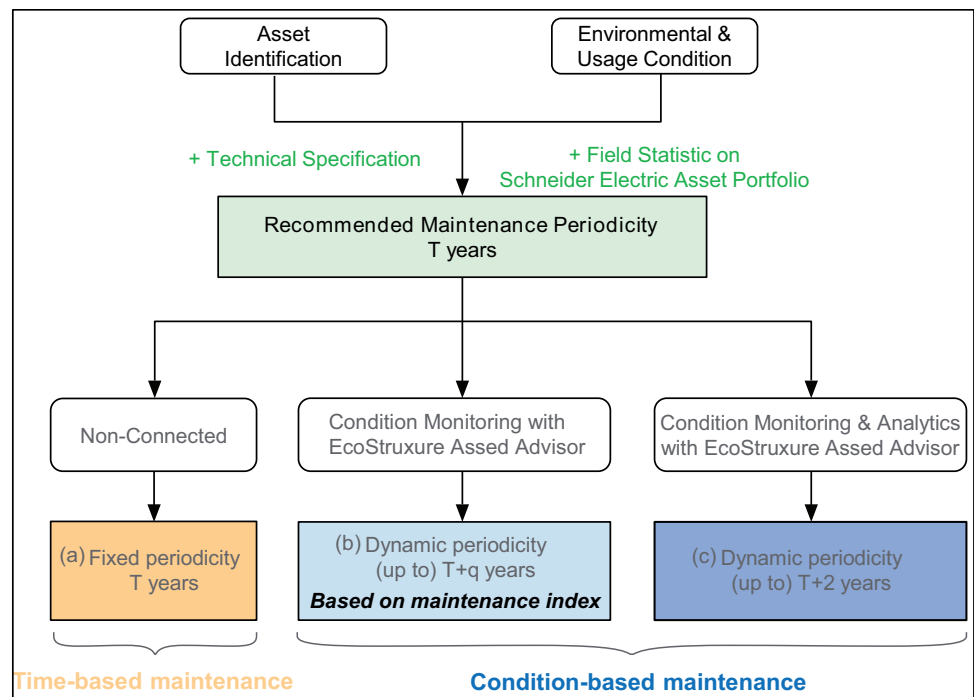 Asset
Identification
Environmental &
Usage Condition
+ Technical Specification
+ Field Statistic on
Schneider Electric Asset Portfolio
Recommended Maintenance Periodicity
T years
Non-Connected
Condition Monitoring with
EcoStruxure Assed Advisor
Condition Monitoring & Analytics
with EcoStruxure Assed Advisor
(a) Fixed periodicity
T years
(b) Dynamic periodicity
(up to) T+q years
Based on maintenance index
(c) Dynamic periodicity
(up to) T+2 years
Time-based maintenance
Condition-based maintenance